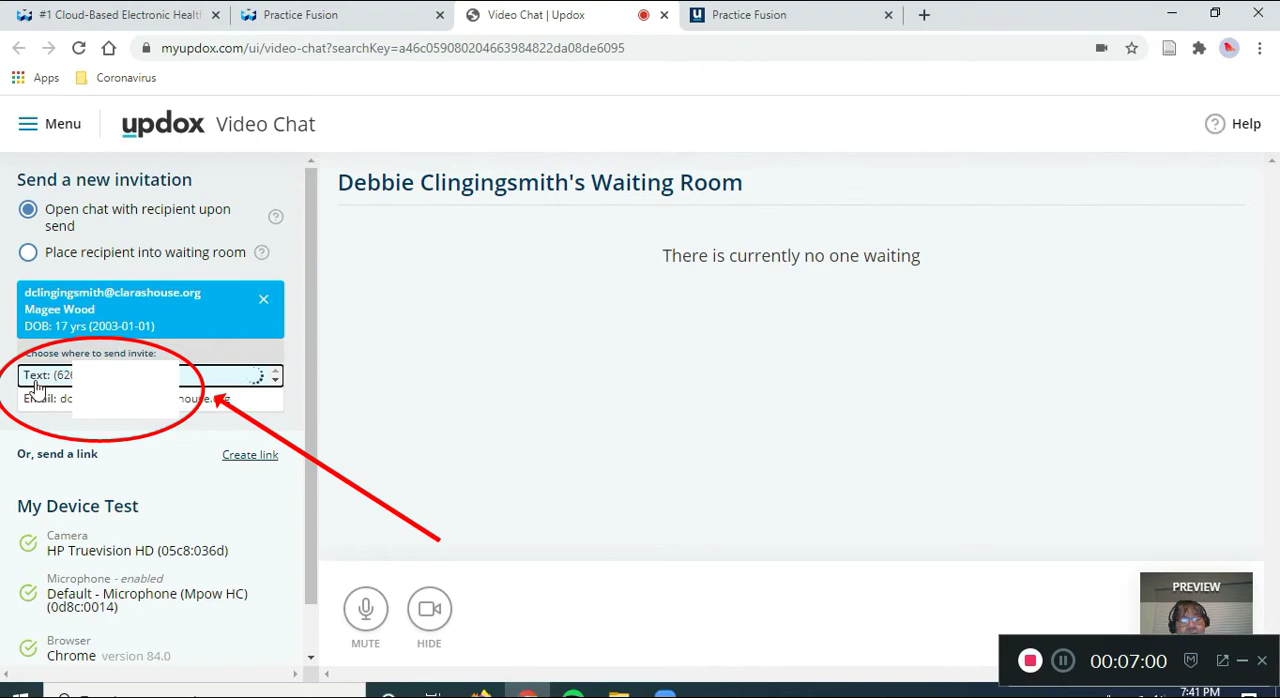 #1 Cloud-Based Electronic Healt
Practice Fusion
Video Chat | Updox
Practice Fusion
myupdox.com/ui/video-chat?searchKey=a46c059080204663984822da08de6095
Apps
Coronavirus
Menu
updox Video Chat
Help
Send a new invitation
Open chat with recipient upon
send
Place recipient into waiting room
dclingingsmith@clarashouse.org
Magee Wood
DOB: 17 yrs (2003-01-01)
Choose where to send invite:
Text: (626
Email: dc
house.org
Or, send a link
Create link
My Device Test
Camera
HP Truevision HD (05c8:036d)
Microphone - enabled
Default - Microphone (Mpow HC)
(0d8c:0014)
Browser
Chrome version 84.0
Debbie Clingingsmith's Waiting Room
There is currently no one waiting
MUTE
HIDE
PREVIEW
00:07:00
7:41 PM